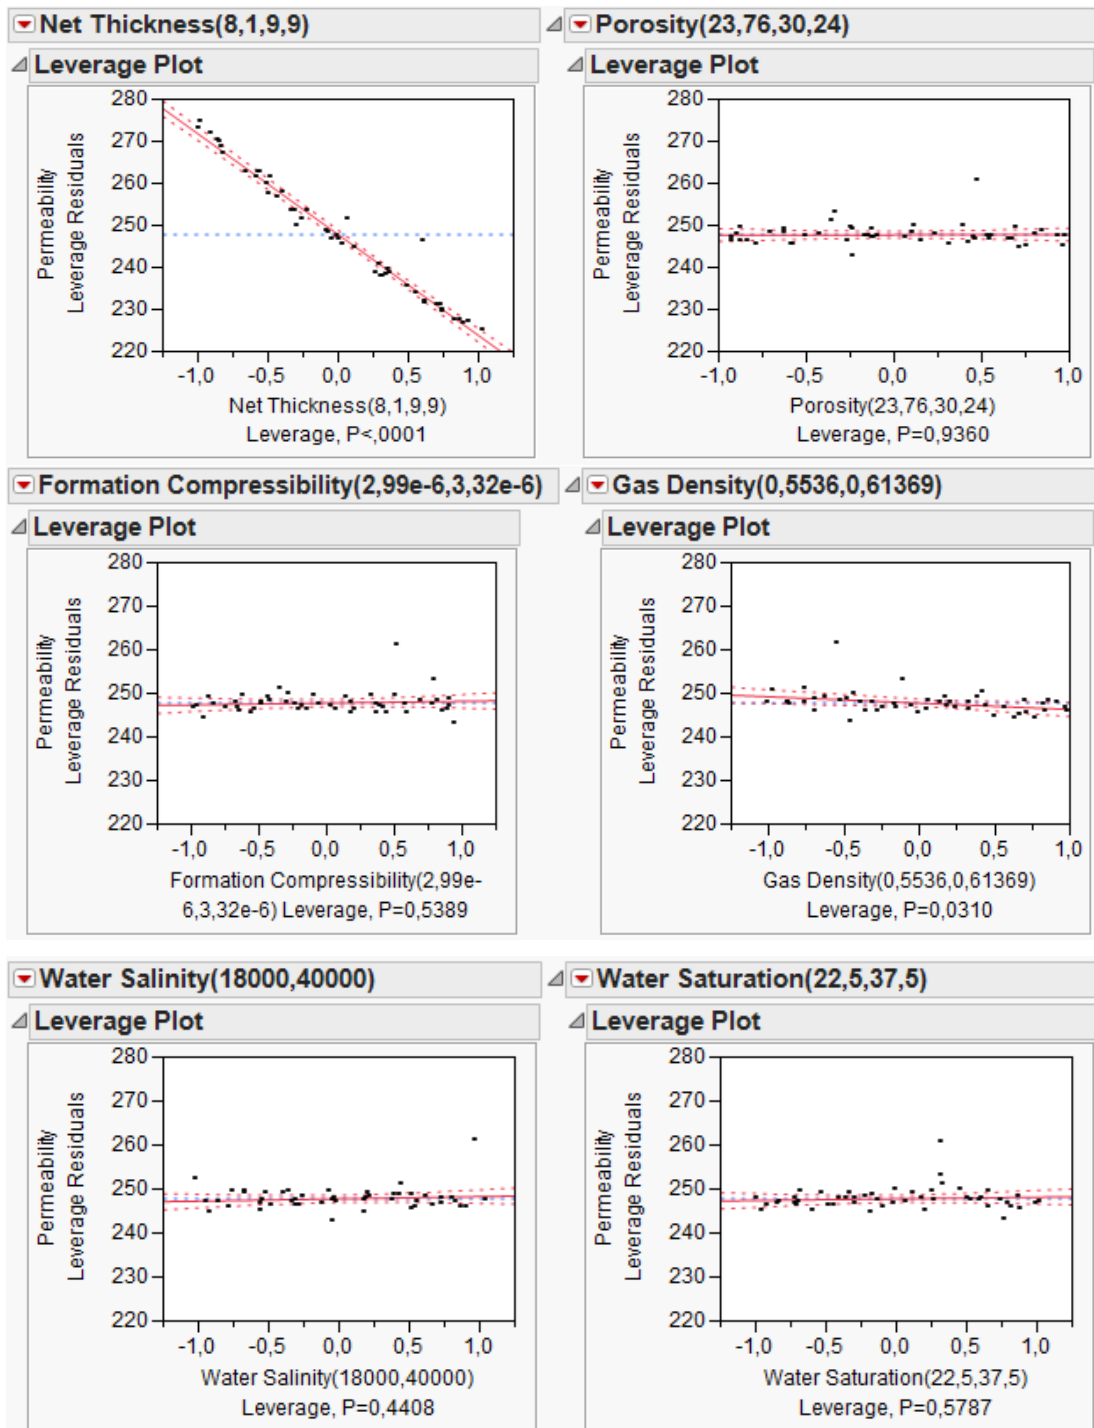 Net Thickness(8,1,9,9)
Leverage Plot
Permeability
Leverage Residuals
280
270
260
250
240
230
220
-1,0 -0,5 0,0 0,5 1,0
Net Thickness(8,1,9,9)
Leverage, P<,0001
Porosity(23,76,30,24)
Leverage Plot
Permeability
Leverage Residuals
280
270
260
250
240
230
220
-1,0 -0,5 0,0 0,5 1,0
Porosity(23,76,30,24)
Leverage, P=0,9360
Formation Compressibility(2,99e-6,3,32e-6)
Leverage Plot
Permeability
Leverage Residuals
280
270
260
250
240
230
220
-1,0 -0,5 0,0 0,5 1,0
Formation Compressibility(2,99e-
6,3,32e-6) Leverage, P=0,5389
Gas Density(0,5536,0,61369)
Leverage Plot
Permeability
Leverage Residuals
280
270
260
250
240
230
220
-1,0 -0,5 0,0 0,5 1,0
Gas Density(0,5536,0,61369)
Leverage, P=0,0310
Water Salinity(18000,40000)
Leverage Plot
Permeability
Leverage Residuals
280
270
260
250
240
230
220
-1,0 -0,5 0,0 0,5 1,0
Water Salinity(18000,40000)
Leverage, P=0,4408
Water Saturation(22,5,37,5)
Leverage Plot
Permeability
Leverage Residuals
280
270
260
250
240
230
220
-1,0 -0,5 0,0 0,5 1,0
Water Saturation(22,5,37,5)
Leverage, P=0,5787